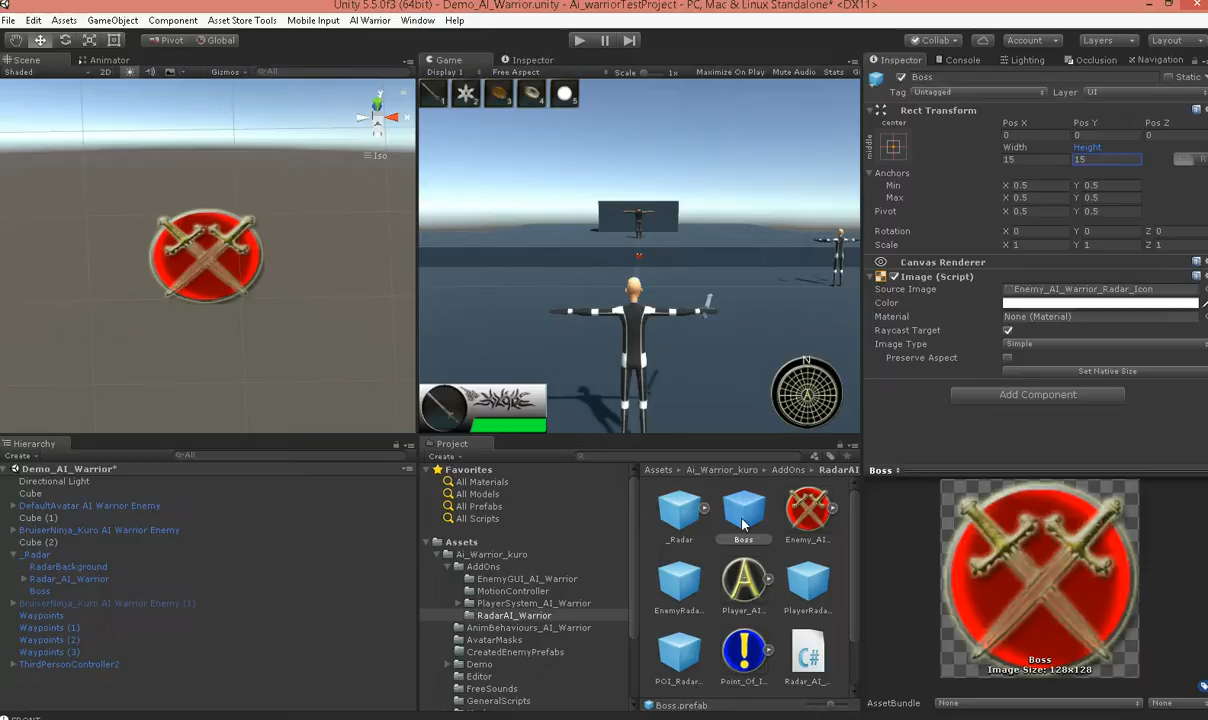 Unity 5.5.0f3 (64bit) - Demo_AI_Warrior.unity - Ai_warriorTestProject - PC, Mac & Linux Standalone* <DX11>
File Edit Assets GameObject Component Asset Store Tools Mobile Input AI Warrior Window Help
Pivot Global Collab Account Layers Layout
Scene Animator
Shaded 2D Gizmos All
y
Iso
Game Inspector
Display 1 Free Aspect Scale 1x Maximize On Play Mute Audio Stats
1 2 3 4 5
N
A
Inspector Console Lighting Occlusion Navigation
Boss Static
Tag Untagged Layer UI
Rect Transform
center Pos X Pos Y Pos Z
middle 0 0 0
Width Height
15 15 R
Anchors
Min X 0.5 Y 0.5
Max X 0.5 Y 0.5
Pivot X 0.5 Y 0.5
Rotation X 0 Y 0 Z 0
Scale X 1 Y 1 Z 1
Canvas Renderer
Image (Script)
Source Image Enemy_AI_Warrior_Radar_Icon
Color
Material None (Material)
Raycast Target
Image Type Simple
Preserve Aspect
Set Native Size
Add Component
Hierarchy
Create All
Demo_AI_Warrior*
Directional Light
Cube
DefaultAvatar AI Warrior Enemy
Cube (1)
BruiserNinja_Kuro AI Warrior Enemy
Cube (2)
_Radar
RadarBackground
Radar_AI_Warrior
Boss
BruiserNinja_Kuro AI Warrior Enemy (1)
Waypoints
Waypoints (1)
Waypoints (2)
Waypoints (3)
ThirdPersonController2
Project
Create
Favorites
All Materials
All Models
All Prefabs
All Scripts
Assets
Ai_Warrior_kuro
AddOns
EnemyGUI_AI_Warrior
MotionController
PlayerSystem_AI_Warrior
RadarAI_Warrior
AnimBehaviours_AI_Warrior
AvatarMasks
CreatedEnemyPrefabs
Demo
Editor
FreeSounds
GeneralScripts
Assets Ai_Warrior_kuro AddOns RadarAI
_Radar Boss Enemy_AI...
EnemyRada... Player_AI... PlayerRada...
POI_Radar... Point_Of_I... Radar_AI_...
C#
Boss.prefab
Boss
Boss
Image Size: 128x128
AssetBundle None None